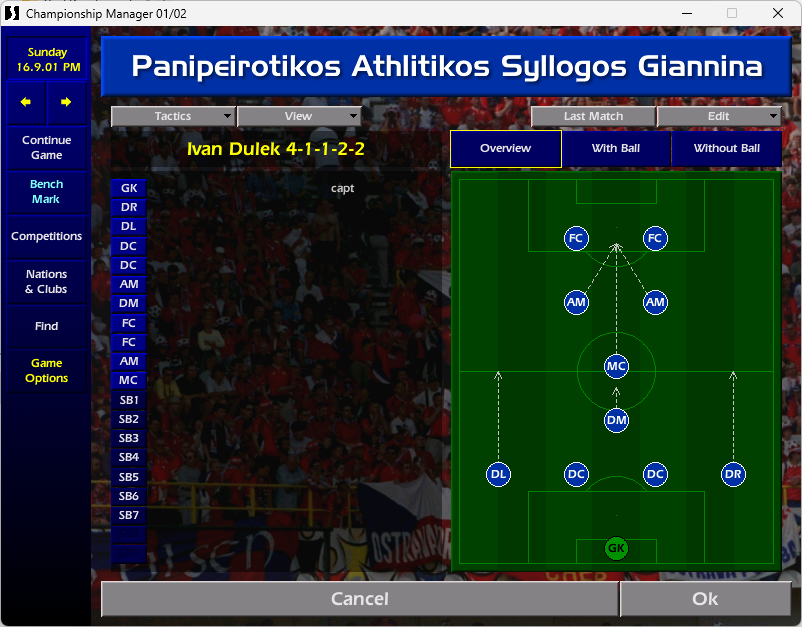 Championship Manager 01/02
Sunday
16.9.01 PM
Continue
Game
Bench
Mark
Competitions
Nations
& Clubs
Find
Game
Options
Panipeirotikos Athlitikos Syllogos Giannina
Tactics
View
Last Match
Edit
Ivan Dulek 4-1-1-2-2
Overview
With Ball
Without Ball
GK capt
DR
DL
DC
DC
AM
DM
FC
FC
AM
MC
SB1
SB2
SB3
SB4
SB5
SB6
SB7
FC FC
AM AM
MC
DM
DL DC DC DR
GK
OSTRAVA
Cancel
Ok